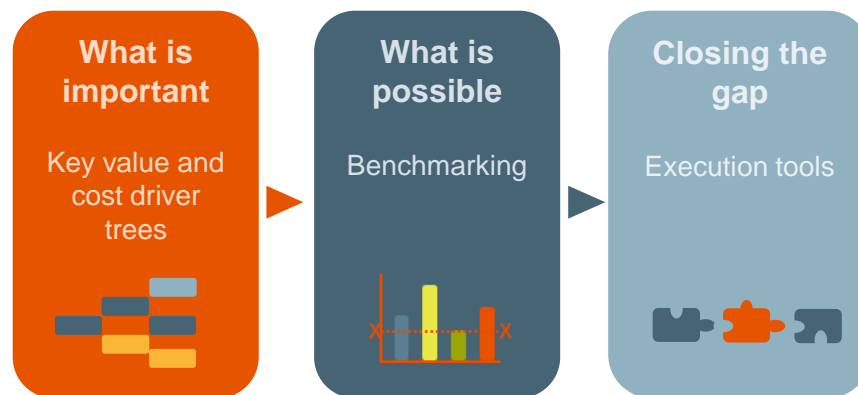 What is
important
Key value and
cost driver
trees
What is
possible
Benchmarking
X
X
Closing the
gap
Execution tools